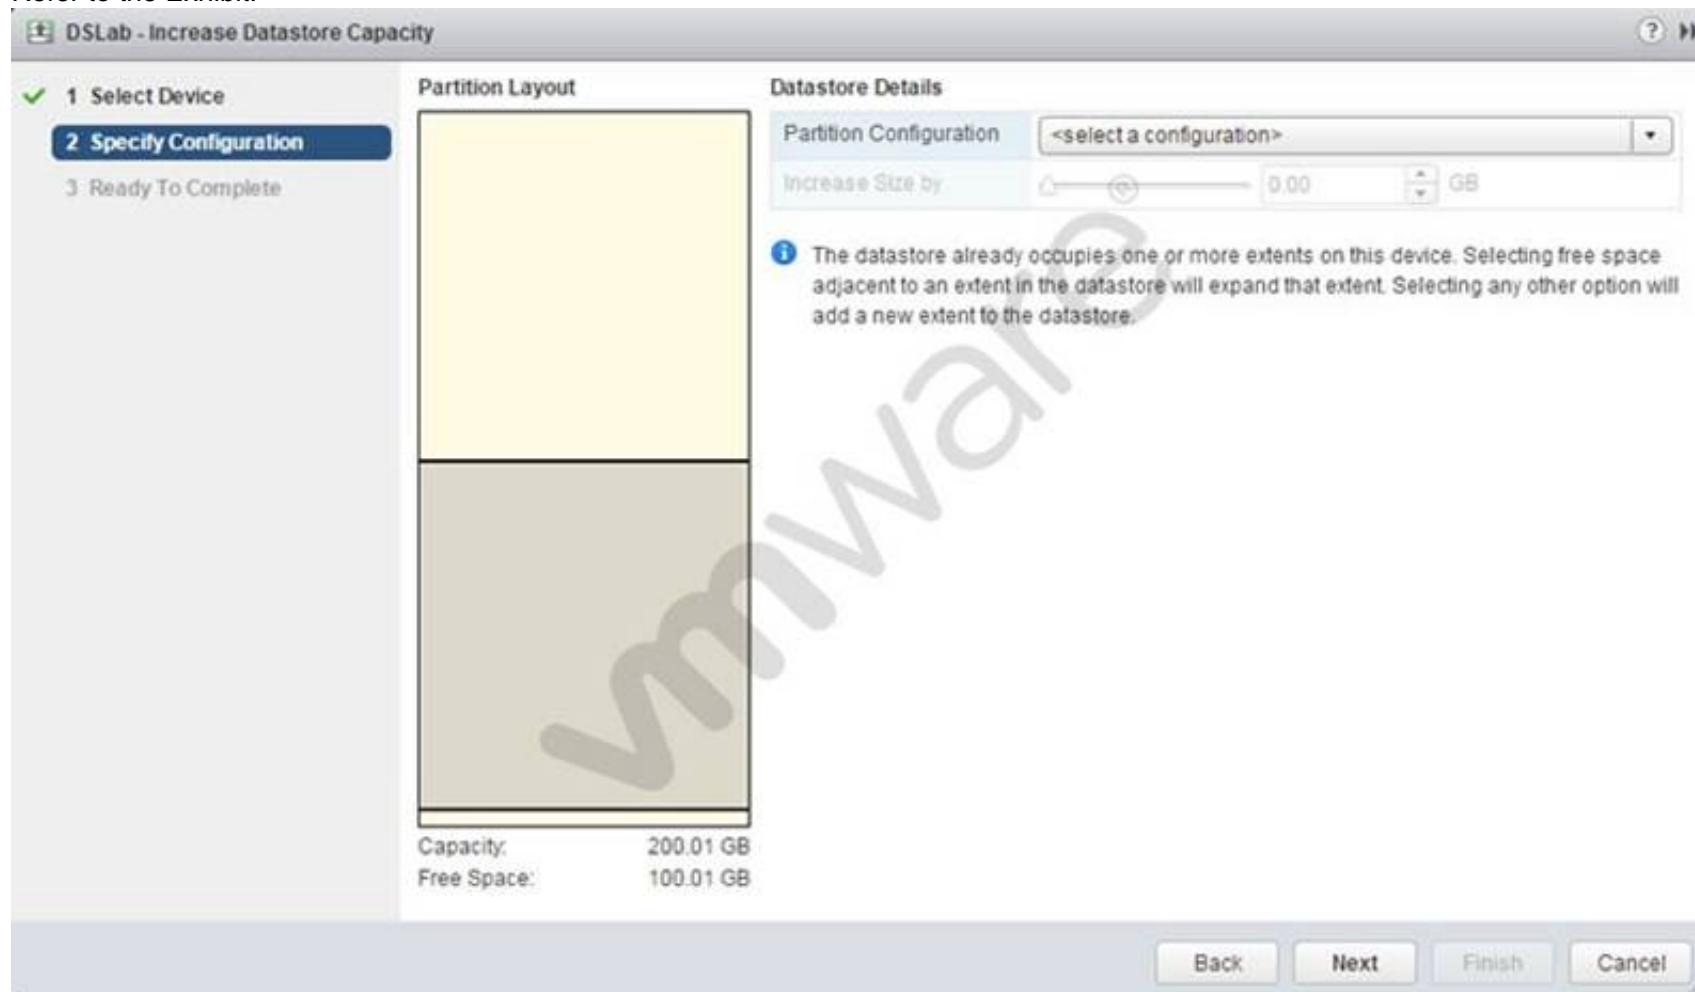 Refer to the Exhibit.
DSLab - Increase Datastore Capacity
1 Select Device
2 Specify Configuration
3 Ready To Complete
Partition Layout
Capacity: 200.01 GB
Free Space: 100.01 GB
Datastore Details
Partition Configuration <select a configuration>
Increase Size by 0.00 GB
The datastore already occupies one or more extents on this device. Selecting free space
adjacent to an extent in the datastore will expand that extent. Selecting any other option will
add a new extent to the datastore.
vmware
Back Next Finish Cancel